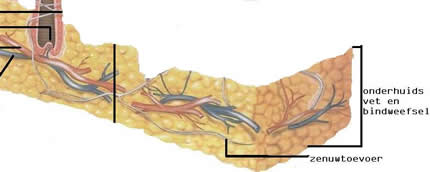 onderhuids
vet en
bindweefsel
zenuwtoevoer